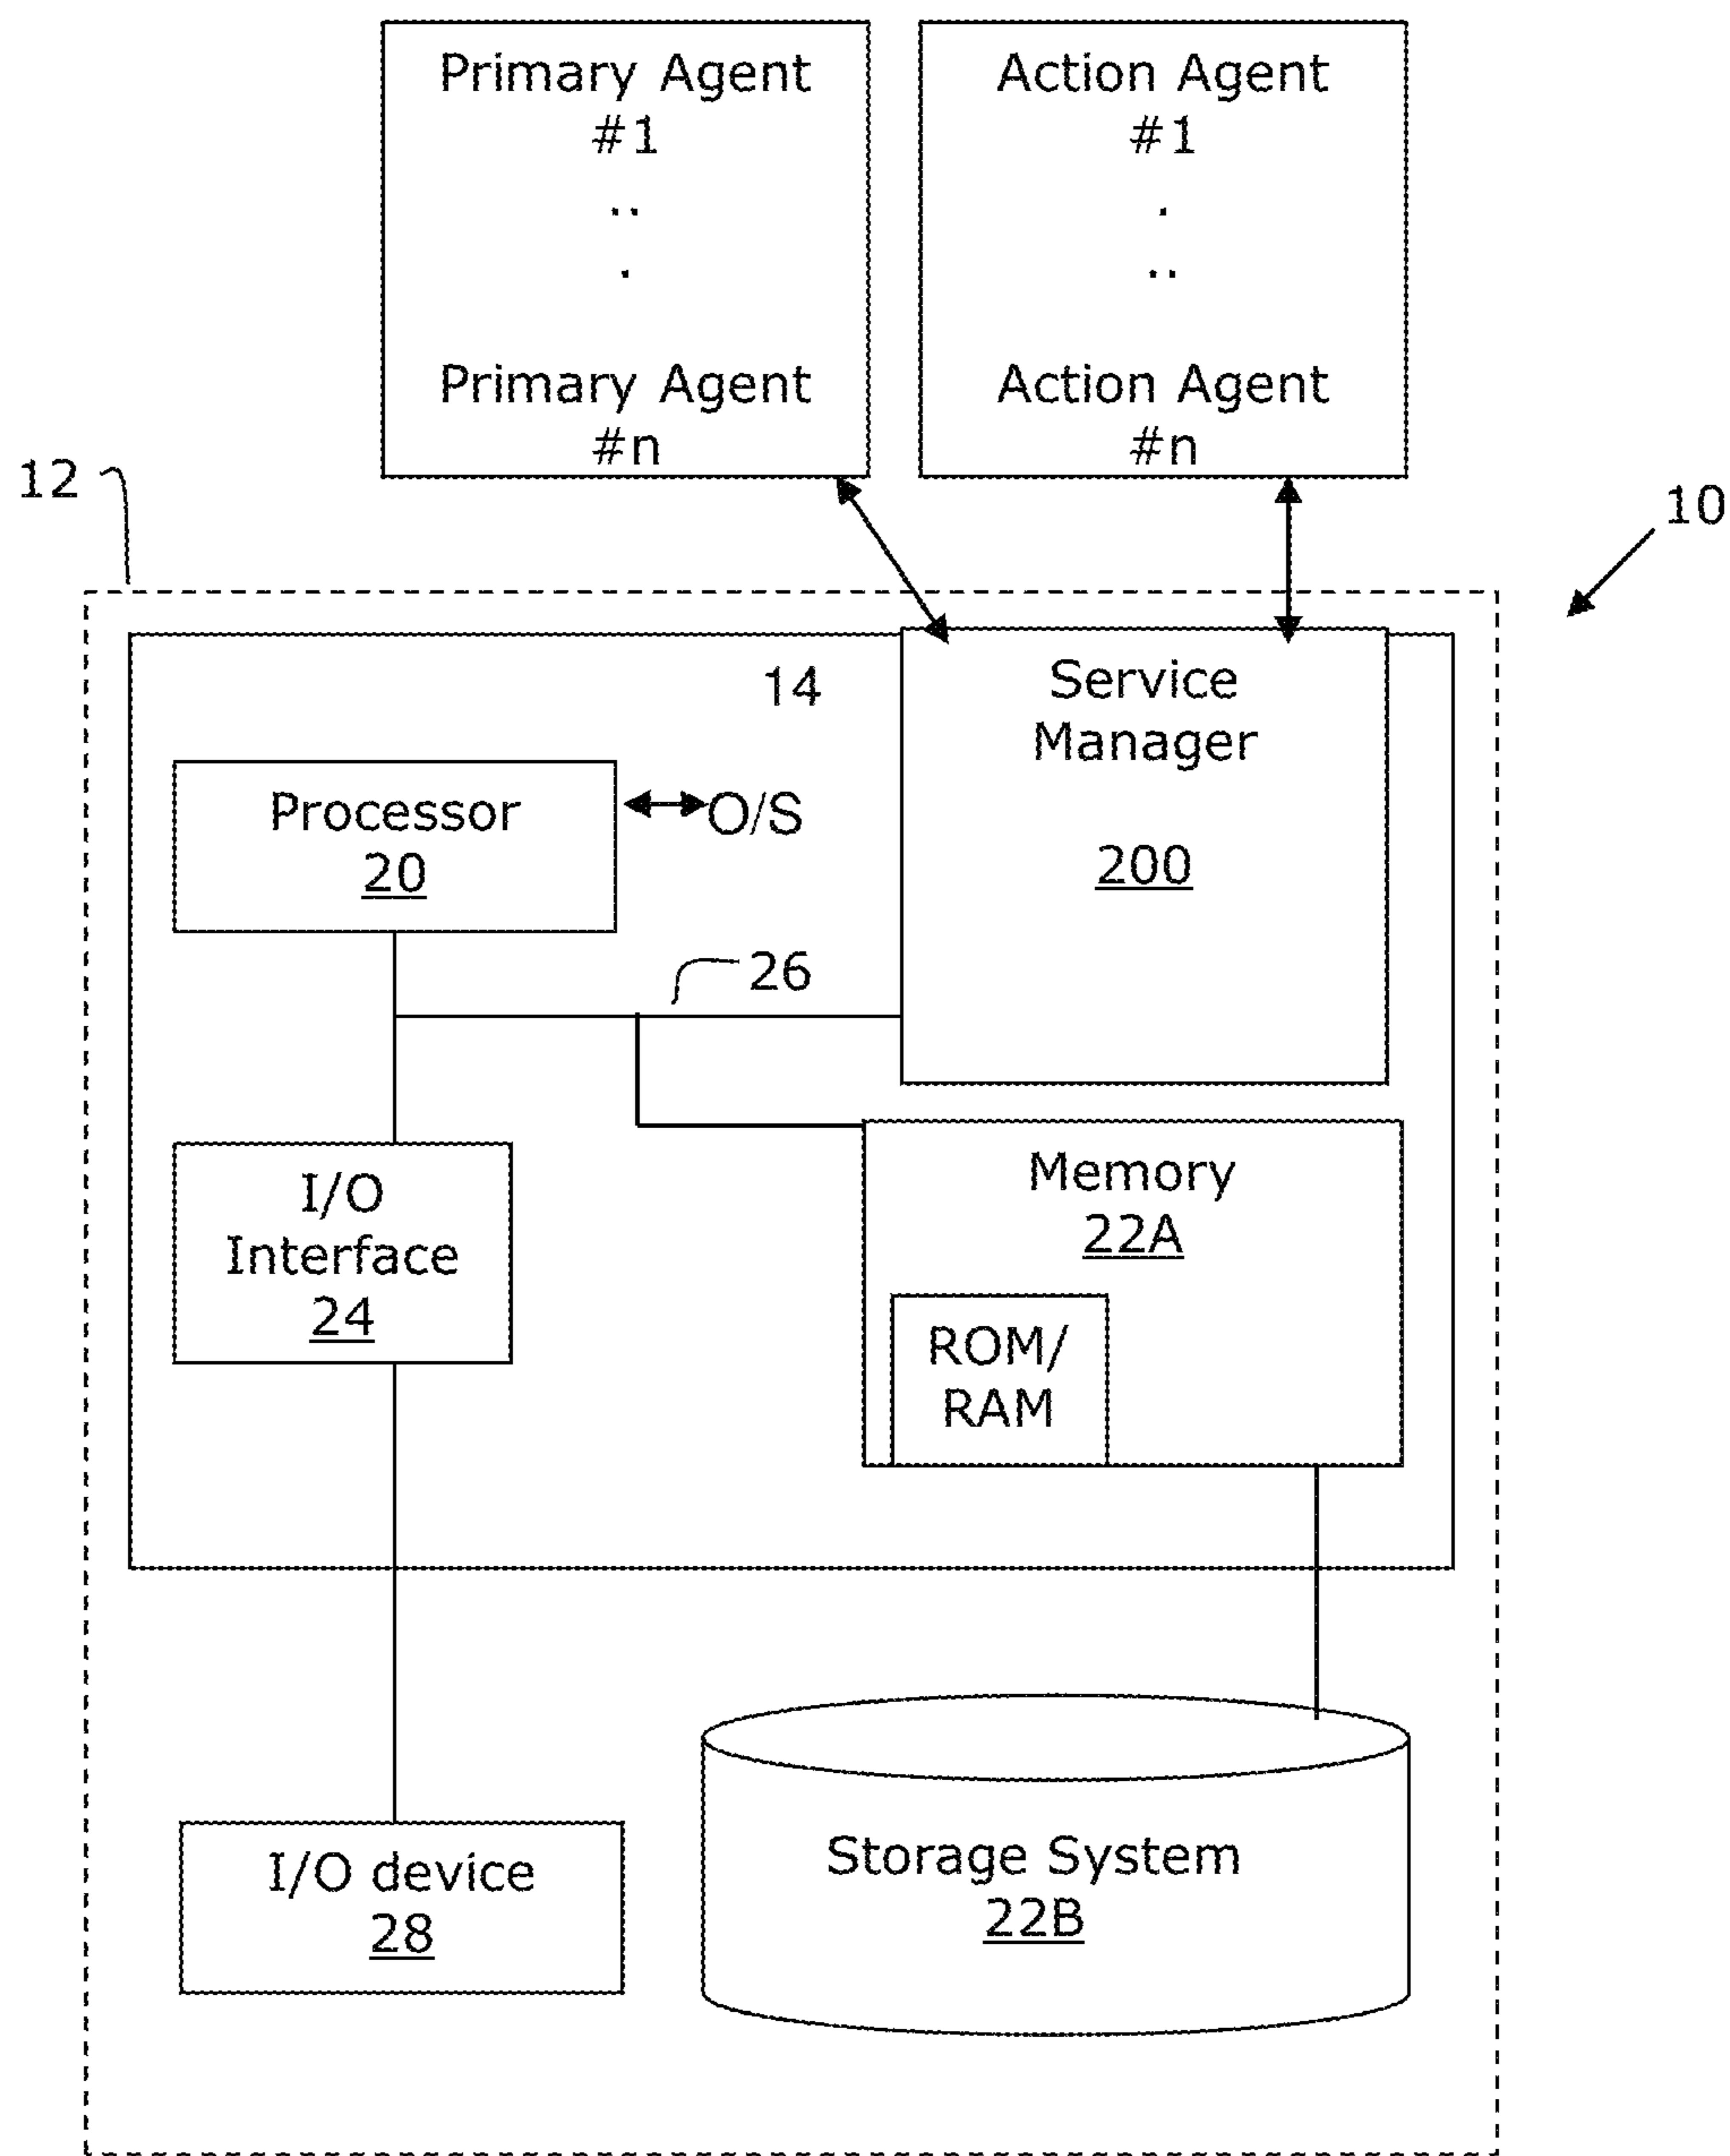 Primary Agent
#1
..
.
Primary Agent
#n
Action Agent
#1
.
..
Action Agent
#n
12
10
14
Service
Manager
200
Processor
20
O/S
26
I/O
Interface
24
Memory
22A
ROM/
RAM
I/O device
28
Storage System
22B